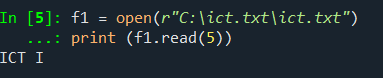 In [5]: f1 = open(r"C:\ict.txt\ict.txt")
...: print (f1.read(5))
ICT I